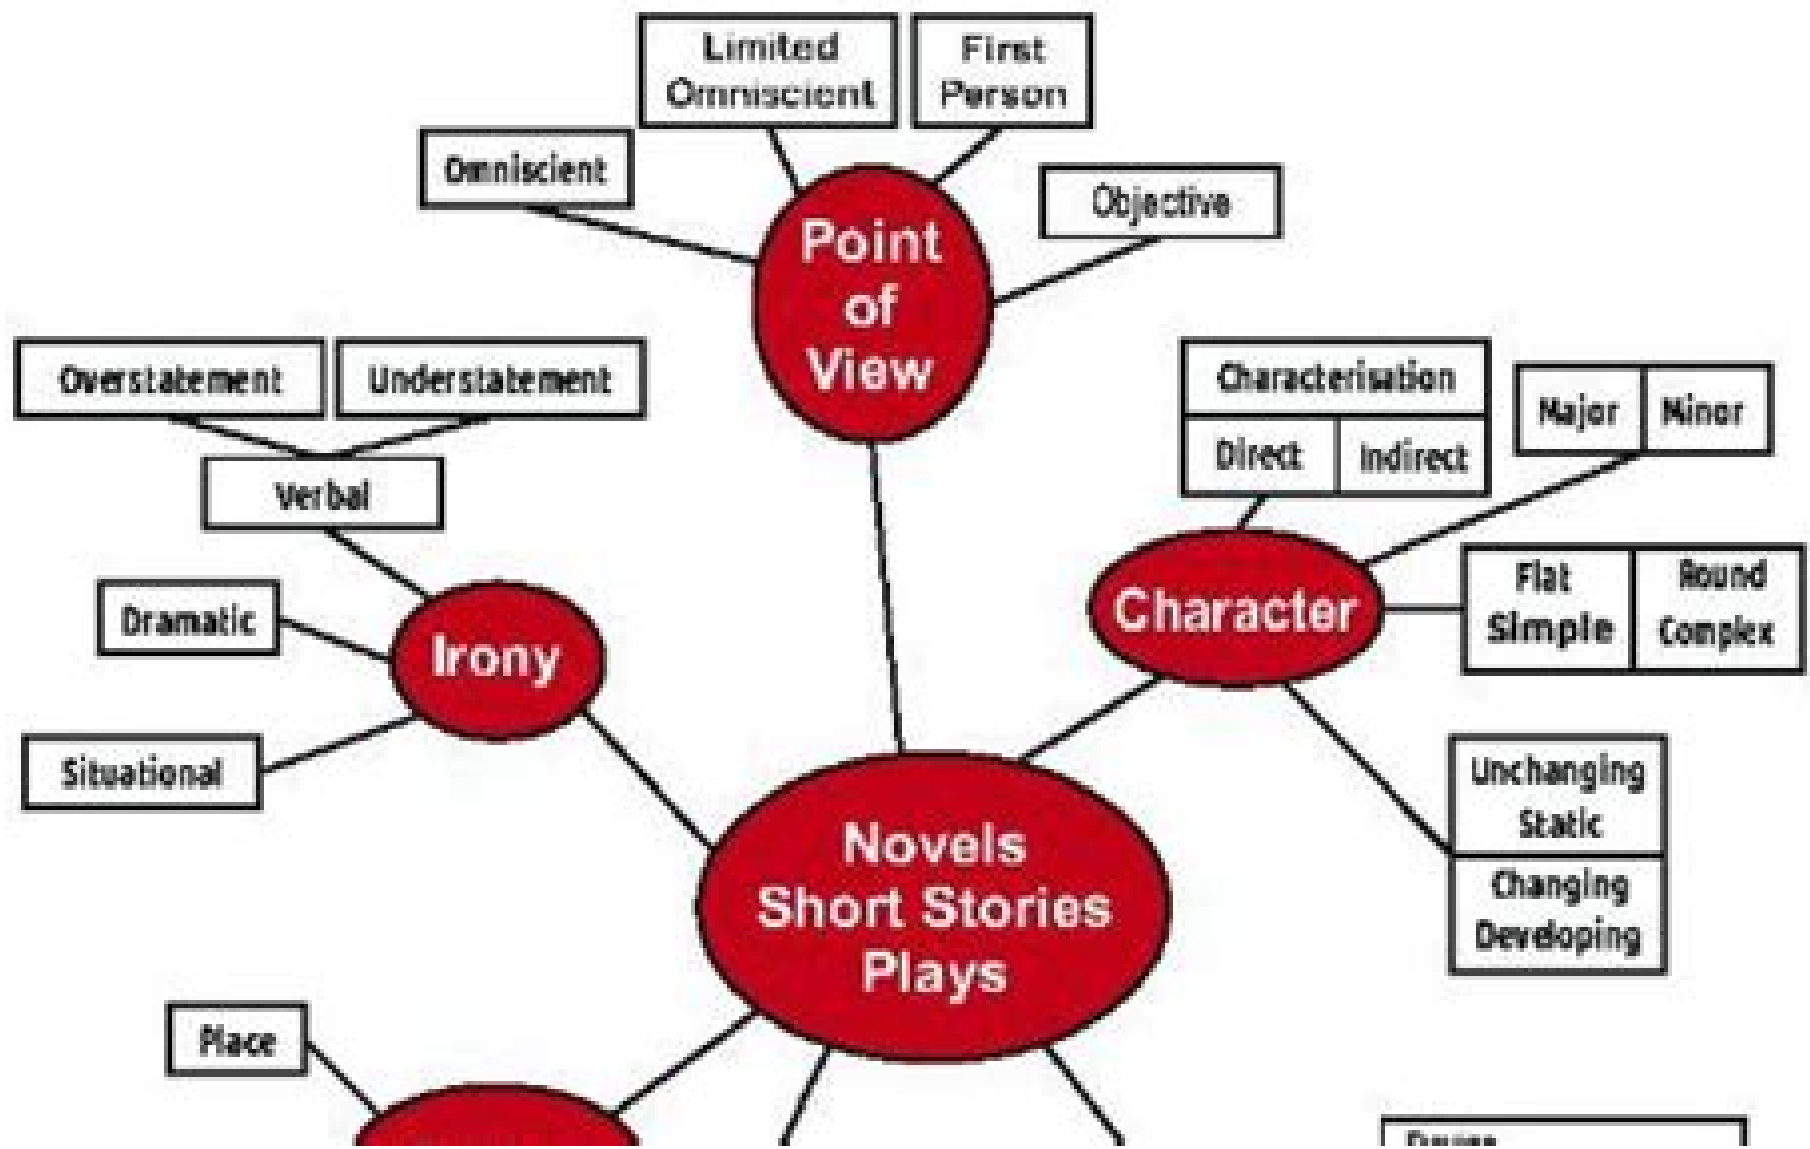 Limited
Omniscient
First
Person
Omniscient
Objective
Point
of
View
Overstatement
Understatement
Verbal
Dramatic
Situational
Irony
Characterisation
Direct
Indirect
Major
Minor
Character
Flat
Simple
Round
Complex
Unchanging
Static
Changing
Developing
Novels
Short Stories
Plays
Place